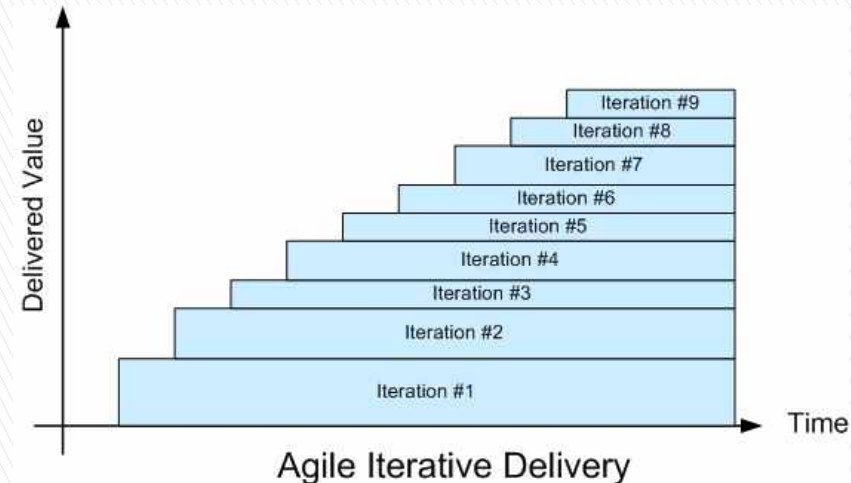 Delivered Value
Iteration #9
Iteration #8
Iteration #7
Iteration #6
Iteration #5
Iteration #4
Iteration #3
Iteration #2
Iteration #1
Time
Agile Iterative Delivery